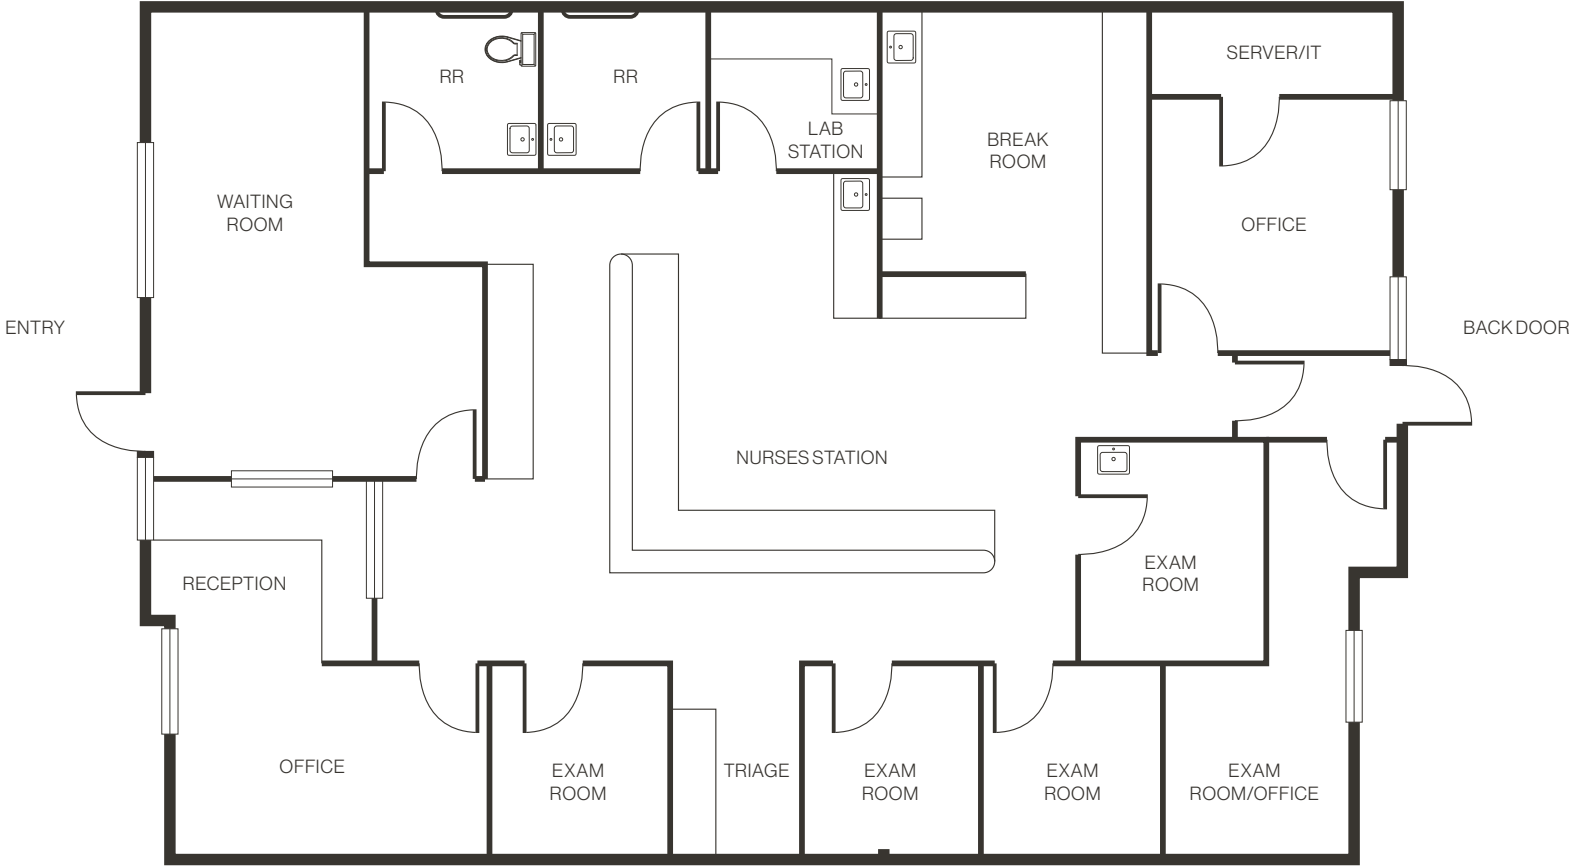 SERVER/IT
RR
RR
LAB
STATION
BREAK
ROOM
WAITING
ROOM
OFFICE
ENTRY
BACK DOOR
NURSES STATION
EXAM
ROOM
RECEPTION
OFFICE
EXAM
ROOM
TRIAGE
EXAM
ROOM
EXAM
ROOM
EXAM
ROOM/OFFICE